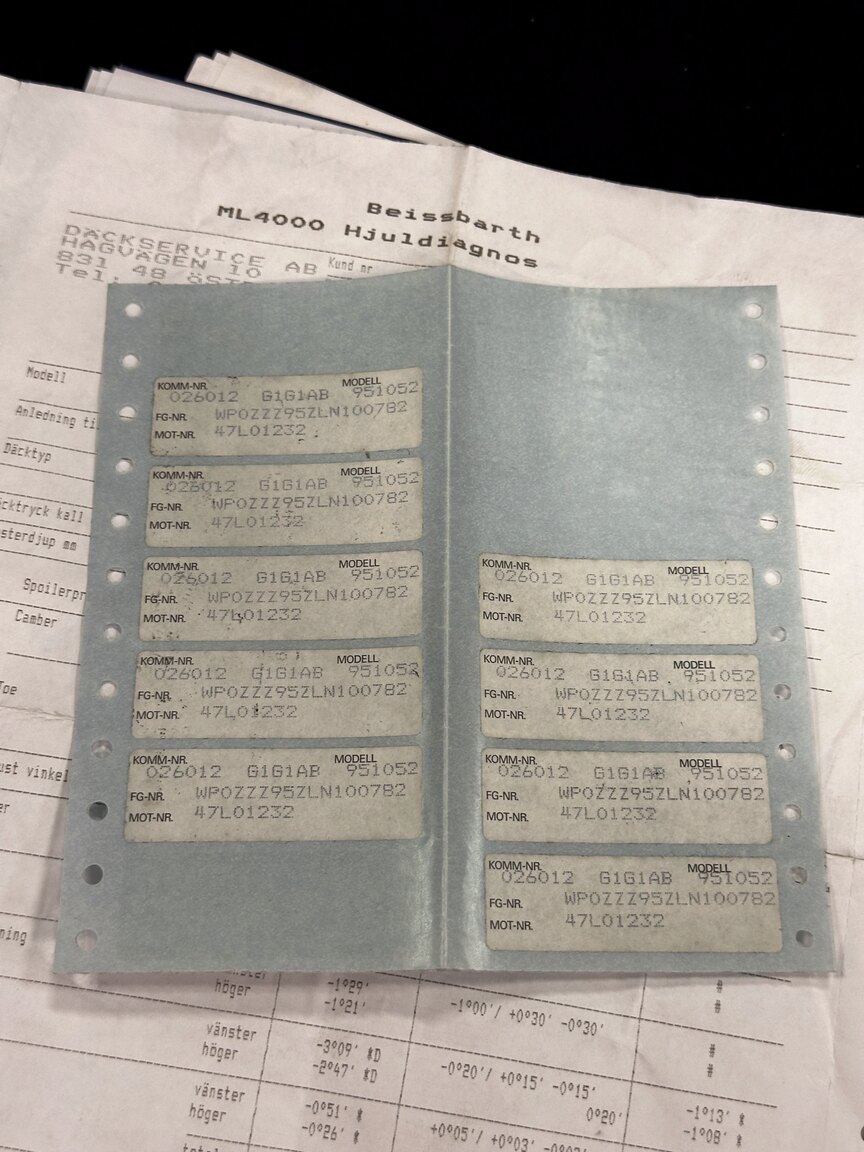 Beissbarth
ML4000 Hjuldiagnos
DÄCKSERVICE AB
HAGVÄGEN 10
831 48 ÖST
Tel.
Kund nr
Modell
Anledning ti
Däcktyp
cktryck kall
sterdjup mm
Spoilerpr
Camber
Toe
ust vinkel
er
ning
KOMM-NR. MODELL
026012 G1G1AB 951052
FG-NR. WP0ZZZ95ZLN100782
MOT-NR. 47L01232
KOMM-NR. MODELL
026012 G1G1AB 951052
FG-NR. WP0ZZZ95ZLN100782
MOT-NR. 47L01232
KOMM-NR. MODELL
026012 G1G1AB 951052
FG-NR. WP0ZZZ95ZLN100782
MOT-NR. 47L01232
KOMM-NR. MODELL
026012 G1G1AB 951052
FG-NR. WP0ZZZ95ZLN100782
MOT-NR. 47L01232
KOMM-NR. MODELL
026012 G1G1AB 951052
FG-NR. WP0ZZZ95ZLN100782
MOT-NR. 47L01232
KOMM-NR. MODELL
026012 G1G1AB 951052
FG-NR. WP0ZZZ95ZLN100782
MOT-NR. 47L01232
KOMM-NR. MODELL
026012 G1G1AB 951052
FG-NR. WP0ZZZ95ZLN100782
MOT-NR. 47L01232
KOMM-NR. MODELL
026012 G1G1AB 951052
FG-NR. WP0ZZZ95ZLN100782
MOT-NR. 47L01232
KOMM-NR. MODELL
026012 G1G1AB 951052
FG-NR. WP0ZZZ95ZLN100782
MOT-NR. 47L01232
-1°29' #
höger -1°21' -1°00'/ +0°30' -0°30' #
vänster -3°09' #D #
höger -2°47' #D -0°20'/ +0°15' -0°15' #
vänster -0°51' # 0°20' -1°13' #
höger -0°26' # +0°05'/ +0°03' -1°08' #